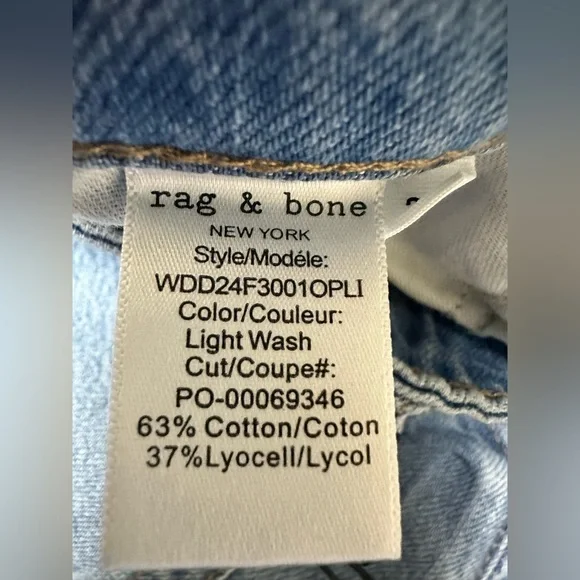 rag & bone
NEW YORK
Style/Modéle:
WDD24F3001OPLI
Color/Couleur:
Light Wash
Cut/Coupe#:
PO-00069346
63% Cotton/Coton
37%Lyocell/Lycol